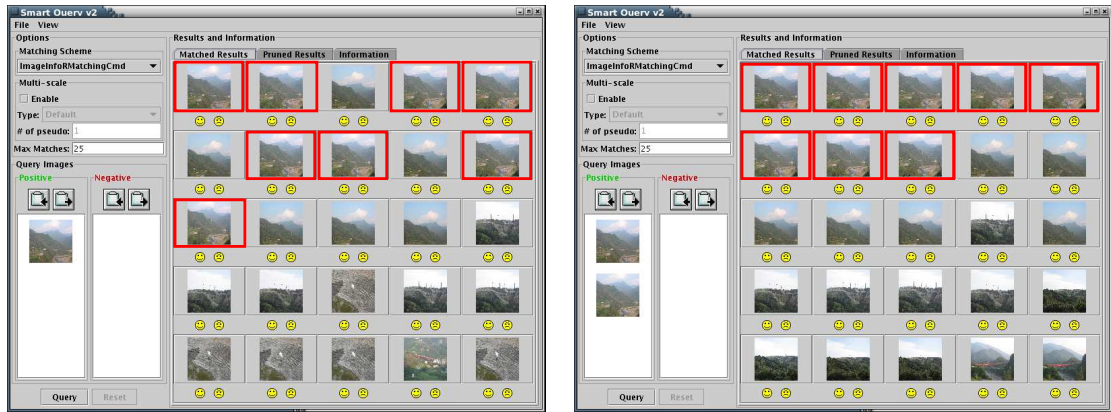 Smart Query v2
File View
Options
Matching Scheme
ImageInfoRMatchingCmd
Multi-scale
Enable
Type: Default
# of pseudo: 1
Max Matches: 25
Query Images
Positive
Negative
Query
Reset
Results and Information
Matched Results
Pruned Results
Information
Smart Query v2
File View
Options
Matching Scheme
ImageInfoRMatchingCmd
Multi-scale
Enable
Type: Default
# of pseudo: 1
Max Matches: 25
Query Images
Positive
Negative
Query
Reset
Results and Information
Matched Results
Pruned Results
Information